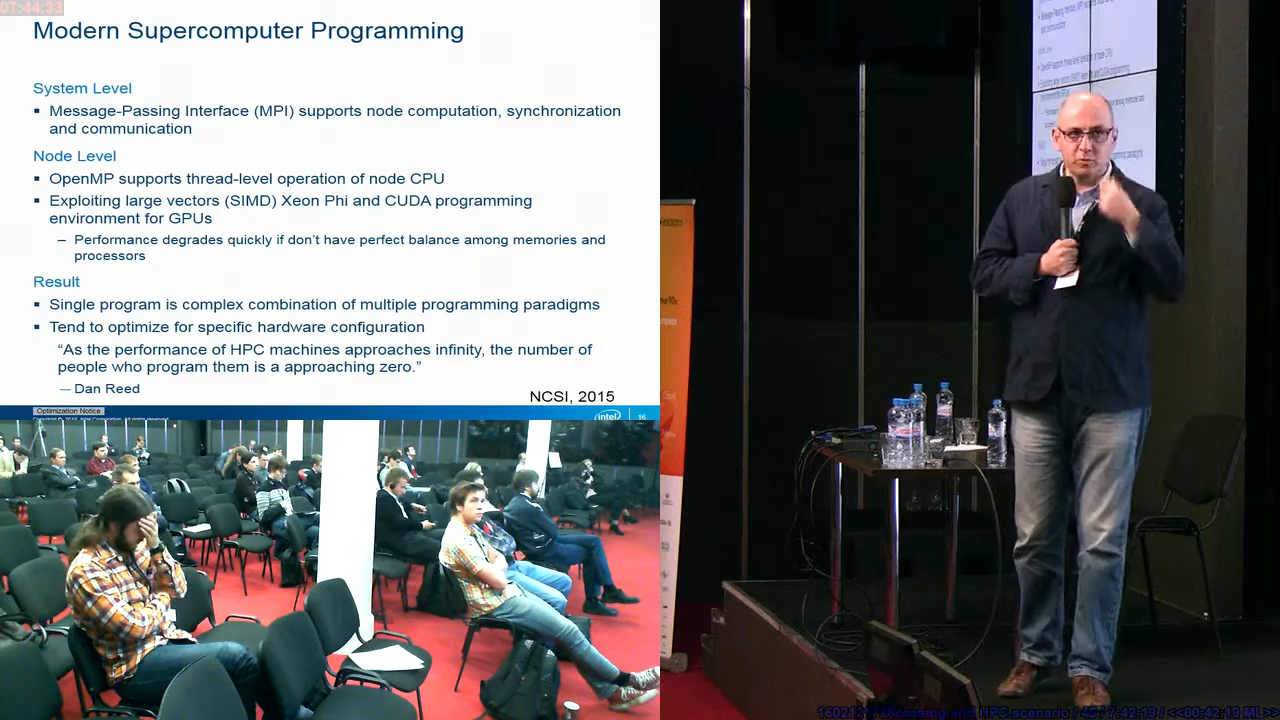 07:44:33
Modern Supercomputer Programming
System Level
▪ Message-Passing Interface (MPI) supports node computation, synchronization
and communication
Node Level
▪ OpenMP supports thread-level operation of node CPU
▪ Exploiting large vectors (SIMD) Xeon Phi and CUDA programming
environment for GPUs
– Performance degrades quickly if don't have perfect balance among memories and
processors
Result
▪ Single program is complex combination of multiple programming paradigms
▪ Tend to optimize for specific hardware configuration
“As the performance of HPC machines approaches infinity, the number of
people who program them is a approaching zero.”
— Dan Reed
NCSI, 2015
Optimization Notice
intel
16